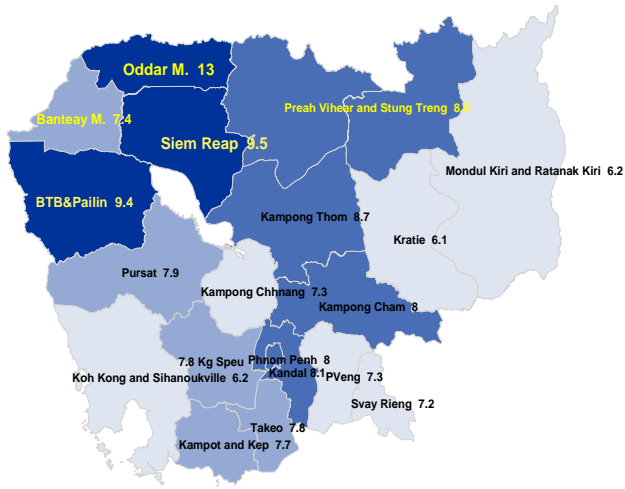 Oddar M. 13
Preah Vihear and Stung Treng 8.5
Banteay M. 7.4
Siem Reap 9.5
Mondul Kiri and Ratanak Kiri 6.2
BTB&Pailin 9.4
Kampong Thom 8.7
Kratie 6.1
Pursat 7.9
Kampong Chhnang 7.3
Kampong Cham 8
7.8 Kg Speu
Phnom Penh 8
Kandal 8.1
Koh Kong and Sihanoukville 6.2
PVeng 7.3
Svay Rieng 7.2
Takeo 7.8
Kampot and Kep 7.7